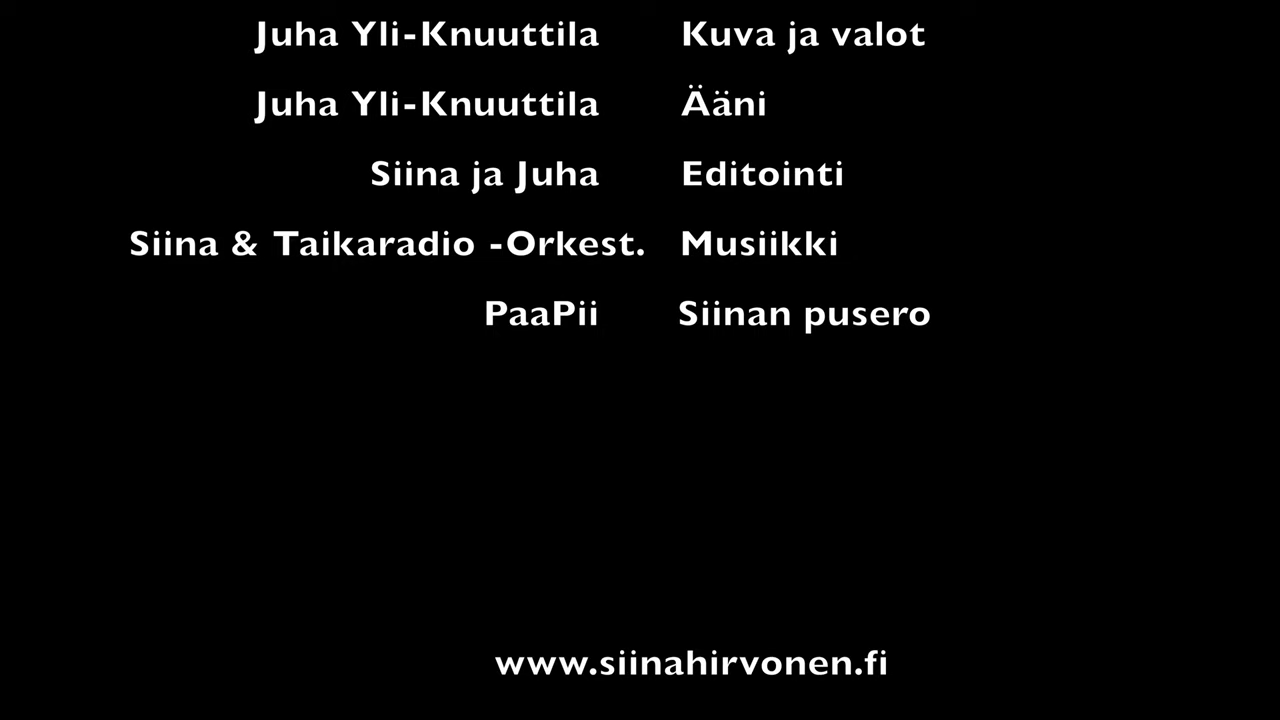 Juha Yli-Knuuttila Kuva ja valot
Juha Yli-Knuuttila Ääni
Siina ja Juha Editointi
Siina & Taikaradio -Orkest. Musiikki
PaaPii Siinan pusero
www.siinahirvonen.fi